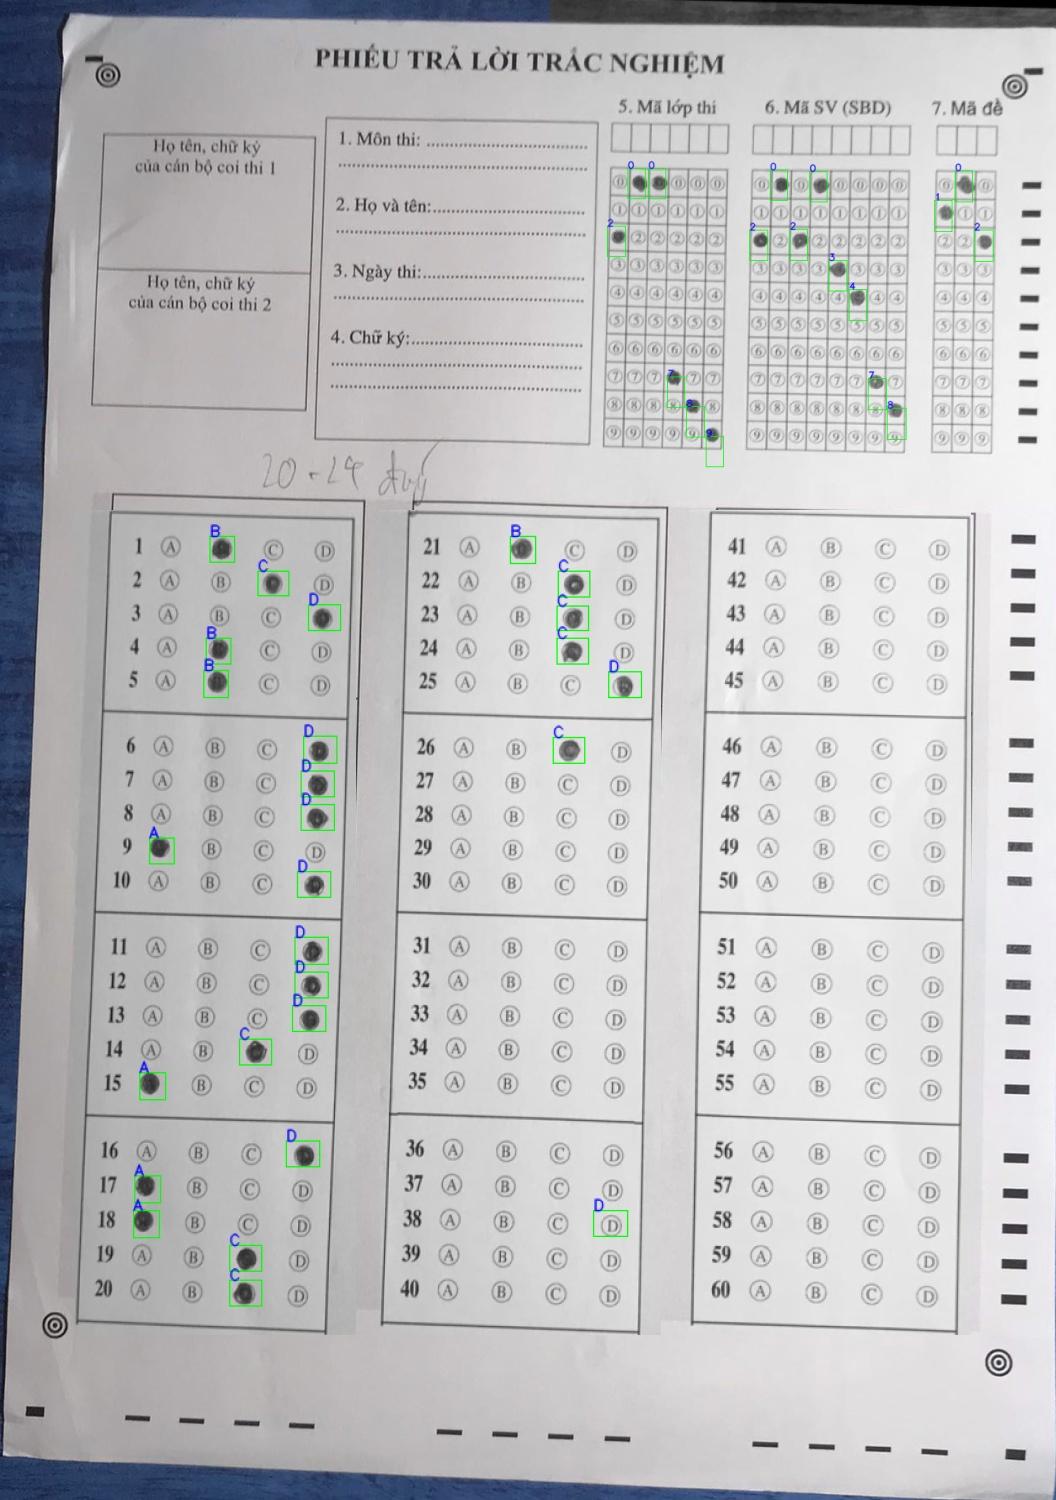 PHIẾU TRẢ LỜI TRẮC NGHIỆM
Họ tên, chữ ký
của cán bộ coi thi 1
Họ tên, chữ ký
của cán bộ coi thi 2
1. Môn thi:
2. Họ và tên:
3. Ngày thi:
4. Chữ ký:
5. Mã lớp thi
6. Mã SV (SBD)
7. Mã đề
20 - 24
1 A B C D
2 A B C D
3 A B C D
4 A B C D
5 A B C D
6 A B C D
7 A B C D
8 A B C D
9 A B C D
10 A B C D
11 A B C D
12 A B C D
13 A B C D
14 A B C D
15 A B C D
16 A B C D
17 A B C D
18 A B C D
19 A B C D
20 A B C D
21 A B C D
22 A B C D
23 A B C D
24 A B C D
25 A B C D
26 A B C D
27 A B C D
28 A B C D
29 A B C D
30 A B C D
31 A B C D
32 A B C D
33 A B C D
34 A B C D
35 A B C D
36 A B C D
37 A B C D
38 A B C D
39 A B C D
40 A B C D
41 A B C D
42 A B C D
43 A B C D
44 A B C D
45 A B C D
46 A B C D
47 A B C D
48 A B C D
49 A B C D
50 A B C D
51 A B C D
52 A B C D
53 A B C D
54 A B C D
55 A B C D
56 A B C D
57 A B C D
58 A B C D
59 A B C D
60 A B C D